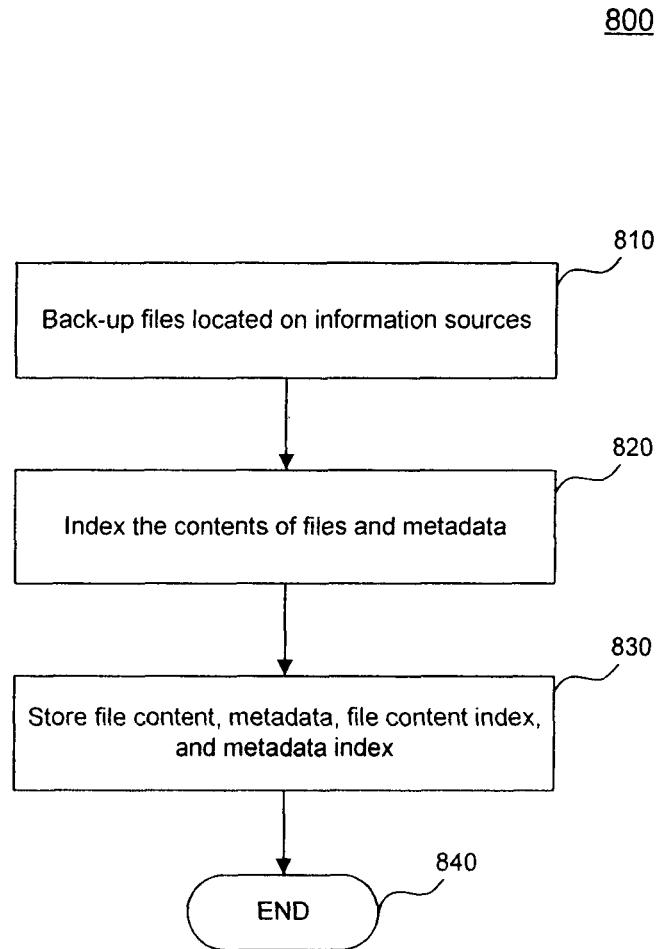 800
810
Back-up files located on information sources
820
Index the contents of files and metadata
830
Store file content, metadata, file content index,
and metadata index
840
END